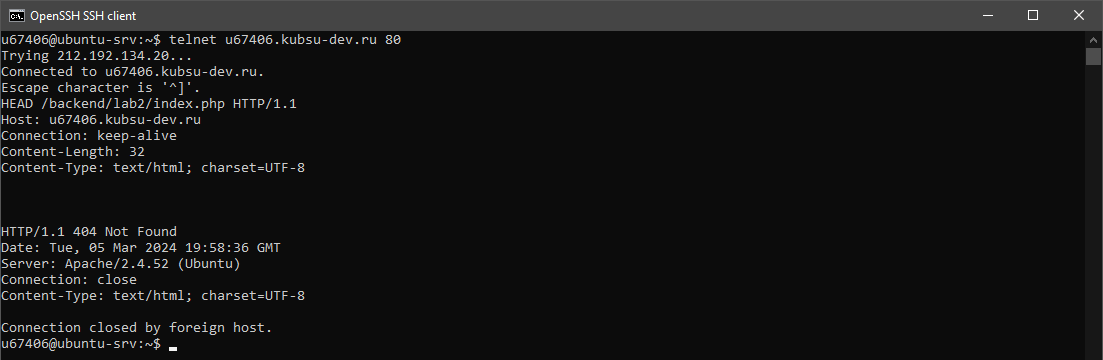 OpenSSH SSH client
u67406@ubuntu-srv:~$ telnet u67406.kubsu-dev.ru 80
Trying 212.192.134.20...
Connected to u67406.kubsu-dev.ru.
Escape character is '^]'.
HEAD /backend/lab2/index.php HTTP/1.1
Host: u67406.kubsu-dev.ru
Connection: keep-alive
Content-Length: 32
Content-Type: text/html; charset=UTF-8
HTTP/1.1 404 Not Found
Date: Tue, 05 Mar 2024 19:58:36 GMT
Server: Apache/2.4.52 (Ubuntu)
Connection: close
Content-Type: text/html; charset=UTF-8
Connection closed by foreign host.
u67406@ubuntu-srv:~$